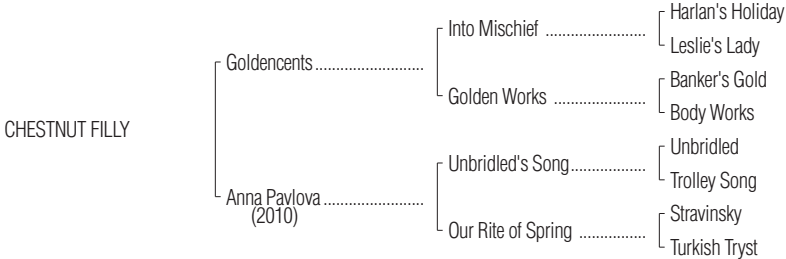 Harlan's Holiday
Into Mischief ........................
Leslie's Lady
Goldencents..........................
Banker's Gold
Golden Works ......................
Body Works
CHESTNUT FILLY
Unbridled
Unbridled's Song..................
Trolley Song
Anna Pavlova........................
(2010)
Stravinsky
Our Rite of Spring ................
Turkish Tryst